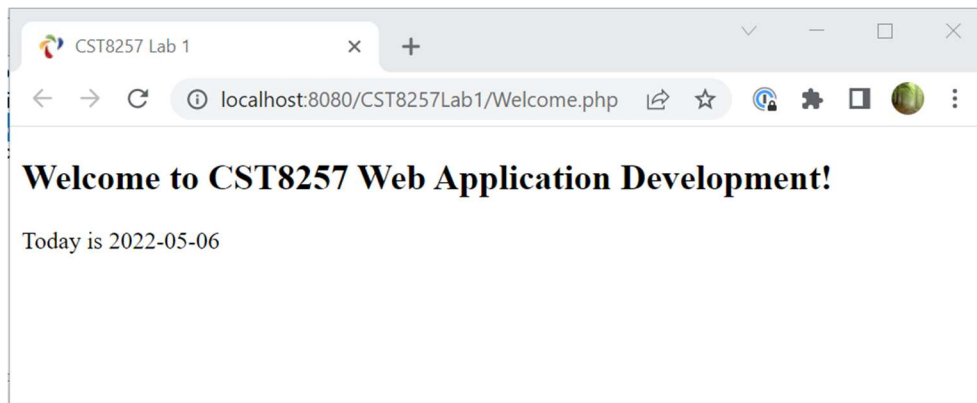 CST8257 Lab 1
localhost:8080/CST8257Lab1/Welcome.php
Welcome to CST8257 Web Application Development!
Today is 2022-05-06